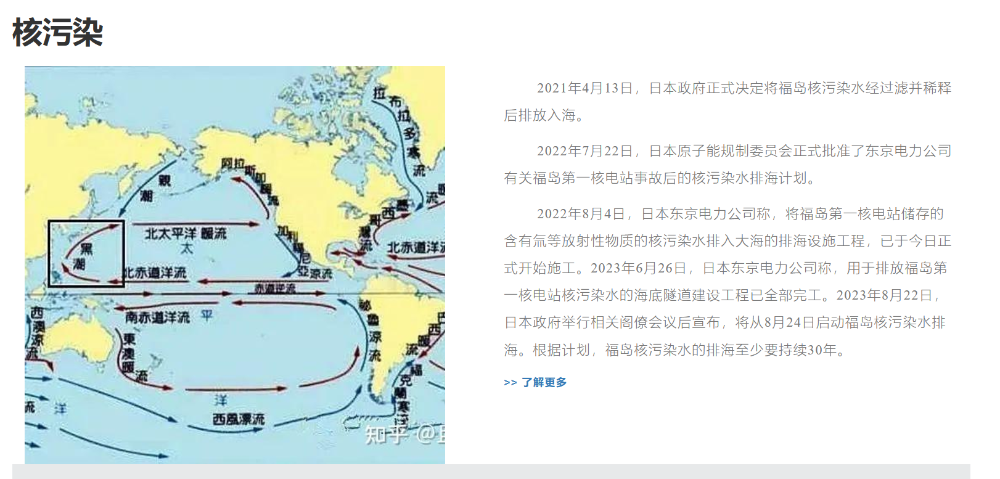 核污染
拉布拉多寒流
阿拉斯加暖流
親潮
北太平洋 暖流
太
黑潮
北赤道洋流
加利福尼亞涼流
墨西哥灣流
暖流
北赤道洋流
赤道逆流
南赤道洋流
平
西澳涼流
東澳暖流
祕魯涼流
巴西暖流
福克蘭寒流
洋
西風漂流
流
洋
知乎 @
2021年4月13日，日本政府正式决定将福岛核污染水经过滤并稀释
后排放入海。
2022年7月22日，日本原子能规制委员会正式批准了东京电力公司
有关福岛第一核电站事故后的核污染水排海计划。
2022年8月4日，日本东京电力公司称，将福岛第一核电站储存的
含有氚等放射性物质的核污染水排入大海的排海设施工程，已于今日正
式开始施工。2023年6月26日，日本东京电力公司称，用于排放福岛第
一核电站核污染水的海底隧道建设工程已全部完工。2023年8月22日，
日本政府举行相关阁僚会议后宣布，将从8月24日启动福岛核污染水排
海。根据计划，福岛核污染水的排海至少要持续30年。
>> 了解更多